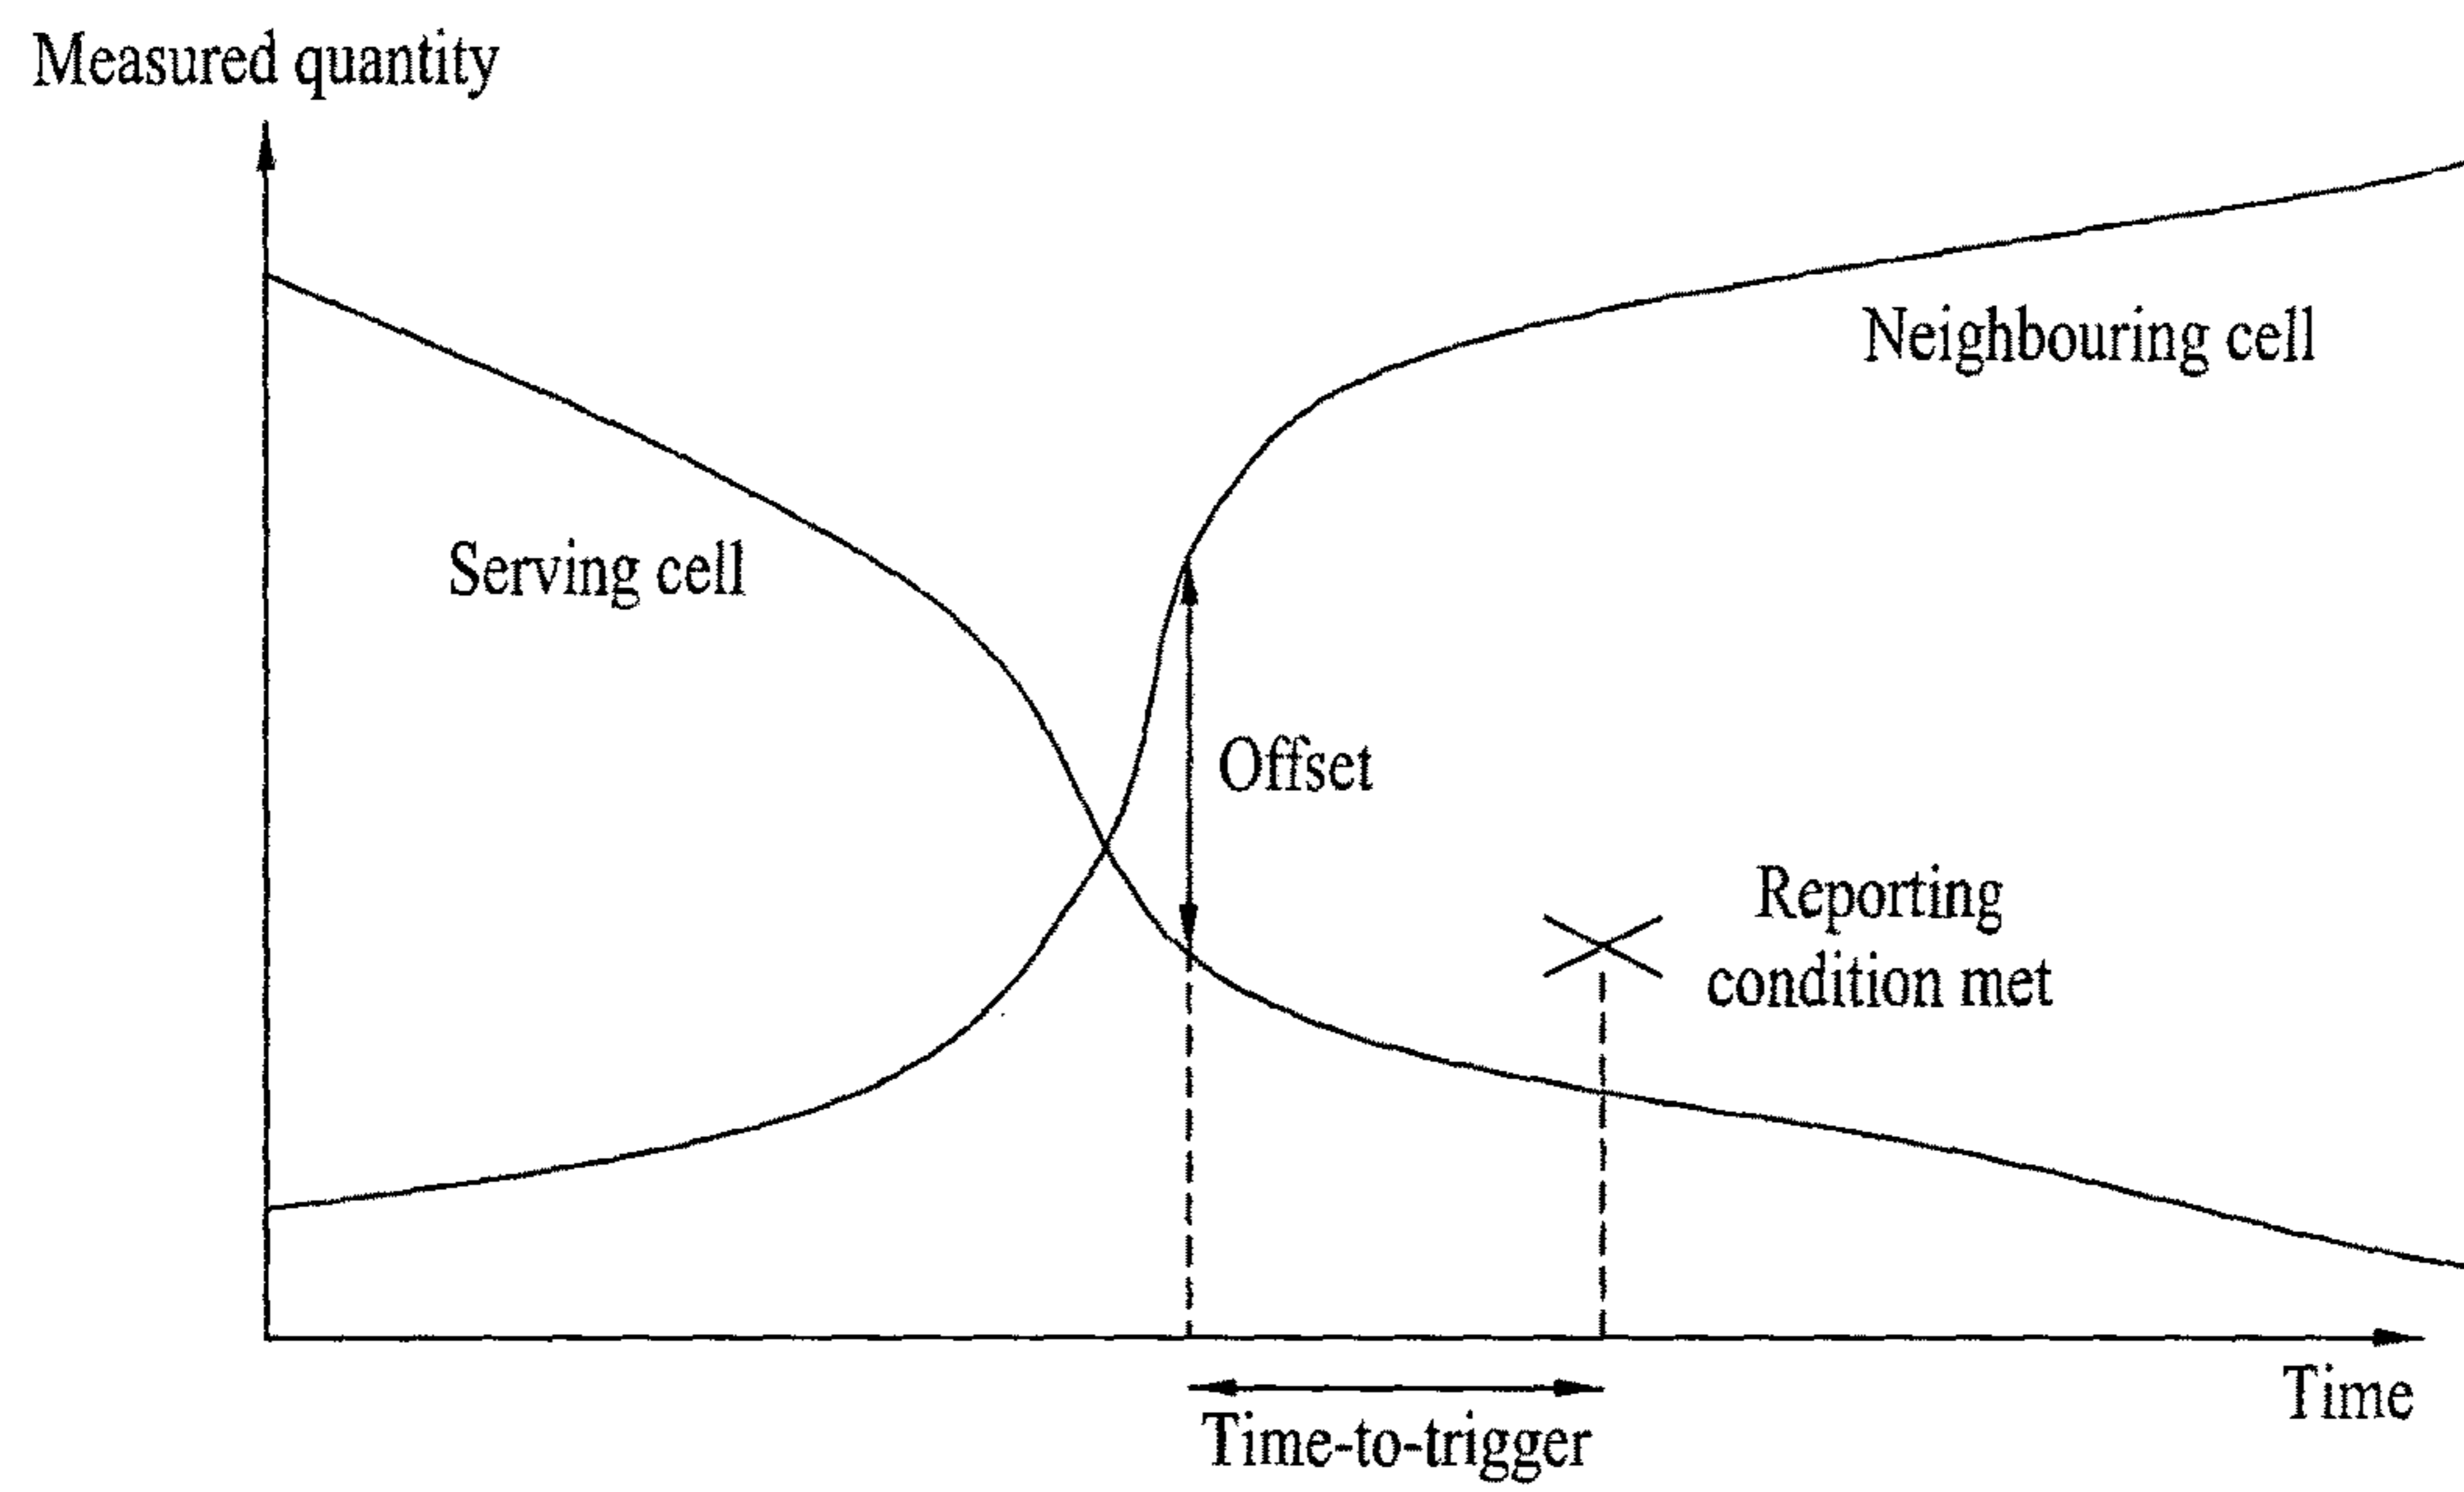 Measured quantity
Neighbouring cell
Serving cell
Offset
Reporting
condition met
Time
Time-to-trigger